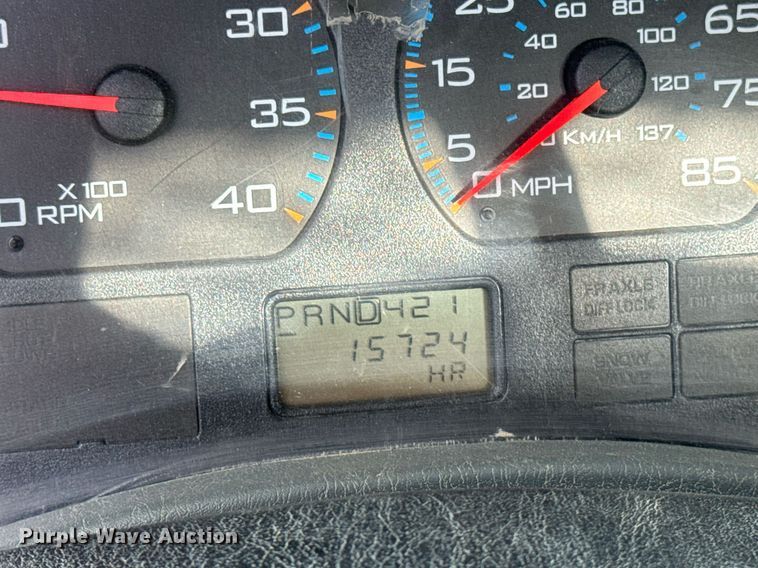 30
35
40
X 100
RPM
25
15
5
0 MPH
60
80
65
40
100
20
120
75
KM/H 137
85
PRND421
15724
HR
FR AXLE
DIFF LOCK
SNOW
Purple Wave Auction®